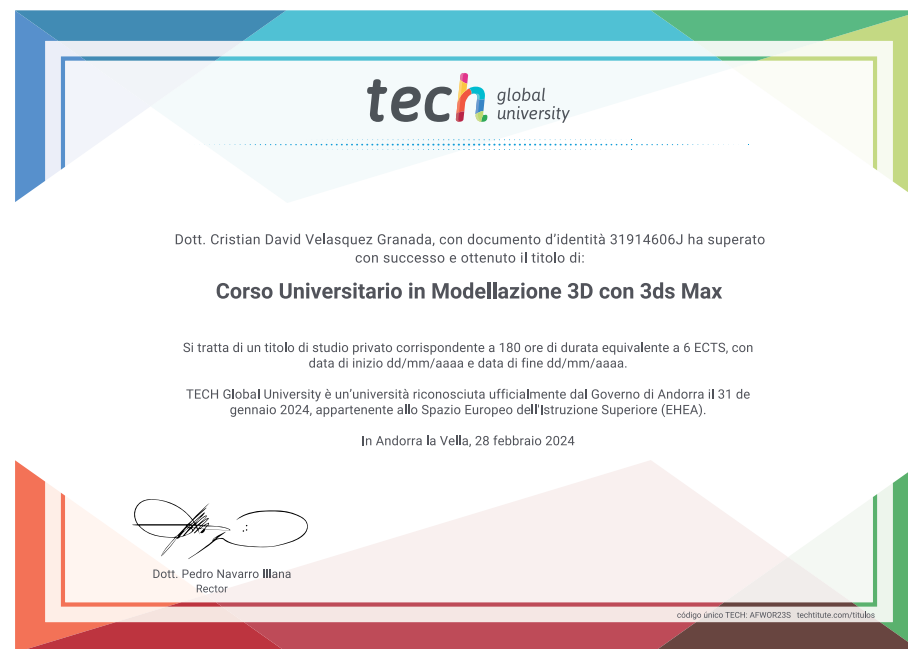 tech global university
Dott. Cristian David Velasquez Granada, con documento d'identità 31914606J ha superato
con successo e ottenuto il titolo di:
Corso Universitario in Modellazione 3D con 3ds Max
Si tratta di un titolo di studio privato corrispondente a 180 ore di durata equivalente a 6 ECTS, con
data di inizio dd/mm/aaaa e data di fine dd/mm/aaaa.
TECH Global University è un'università riconosciuta ufficialmente dal Governo di Andorra il 31 de
gennaio 2024, appartenente allo Spazio Europeo dell'Istruzione Superiore (EHEA).
In Andorra la Vella, 28 febbraio 2024
Dott. Pedro Navarro Illana
Rector
código único TECH: AFWOR23S techtitute.com/titulos